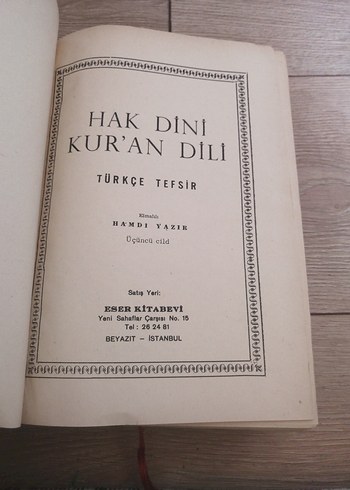 HAK DİNİ
KUR'AN DİLİ
TÜRKÇE TEFSİR
Elmalılı
HAMDİ YAZIR
Üçüncü cild
Satış Yeri:
ESER KİTABEVİ
Yeni Sahaflar Çarşısı No. 15
Tel : 26 24 81
BEYAZIT – İSTANBUL